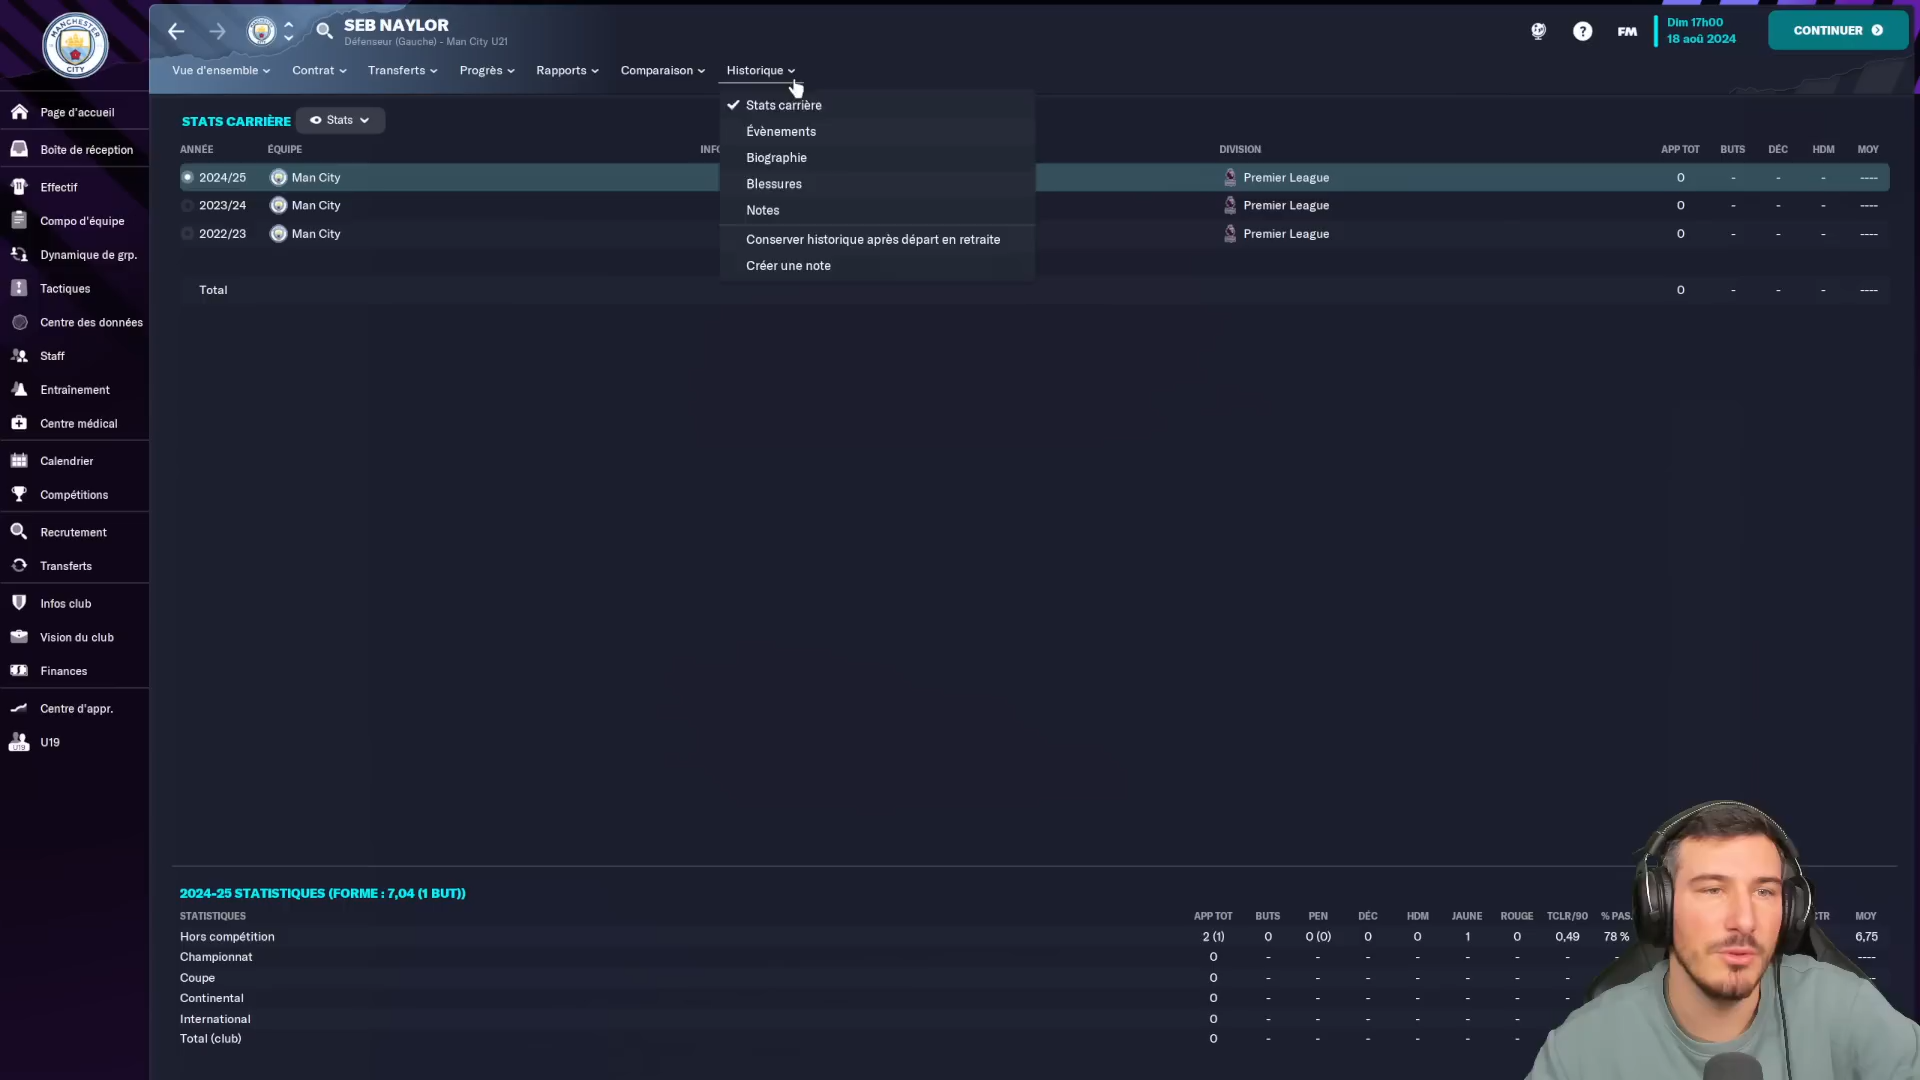 MANCHESTER
CITY
SEB NAYLOR
Défenseur (Gauche) - Man City U21
FM
Dim 17h00
18 aoû 2024
CONTINUER
Vue d'ensemble
Contrat
Transferts
Progrès
Rapports
Comparaison
Historique
Page d'accueil
Boîte de réception
Effectif
Compo d'équipe
Dynamique de grp.
Tactiques
Centre des données
Staff
Entraînement
Centre médical
Calendrier
Compétitions
Recrutement
Transferts
Infos club
Vision du club
Finances
Centre d'appr.
U19
Stats carrière
Évènements
Biographie
Blessures
Notes
Conserver historique après départ en retraite
Créer une note
STATS CARRIÈRE Stats
ANNÉE ÉQUIPE INFO DIVISION APP TOT BUTS DÉC HDM MOY
2024/25 Man City Premier League 0 - - - ----
2023/24 Man City Premier League 0 - - - ----
2022/23 Man City Premier League 0 - - - ----
Total 0 - - - ----
2024-25 STATISTIQUES (FORME : 7,04 (1 BUT))
STATISTIQUES APP TOT BUTS PEN DÉC HDM JAUNE ROUGE TCLR/90 % PAS. CTR MOY
Hors compétition 2 (1) 0 0 (0) 0 0 1 0 0,49 78 % 6,75
Championnat 0 - - - - - - - - ----
Coupe 0 - - - - - - -
Continental 0 - - - - - - -
International 0 - - - - - - -
Total (club) 0 - - - - - -